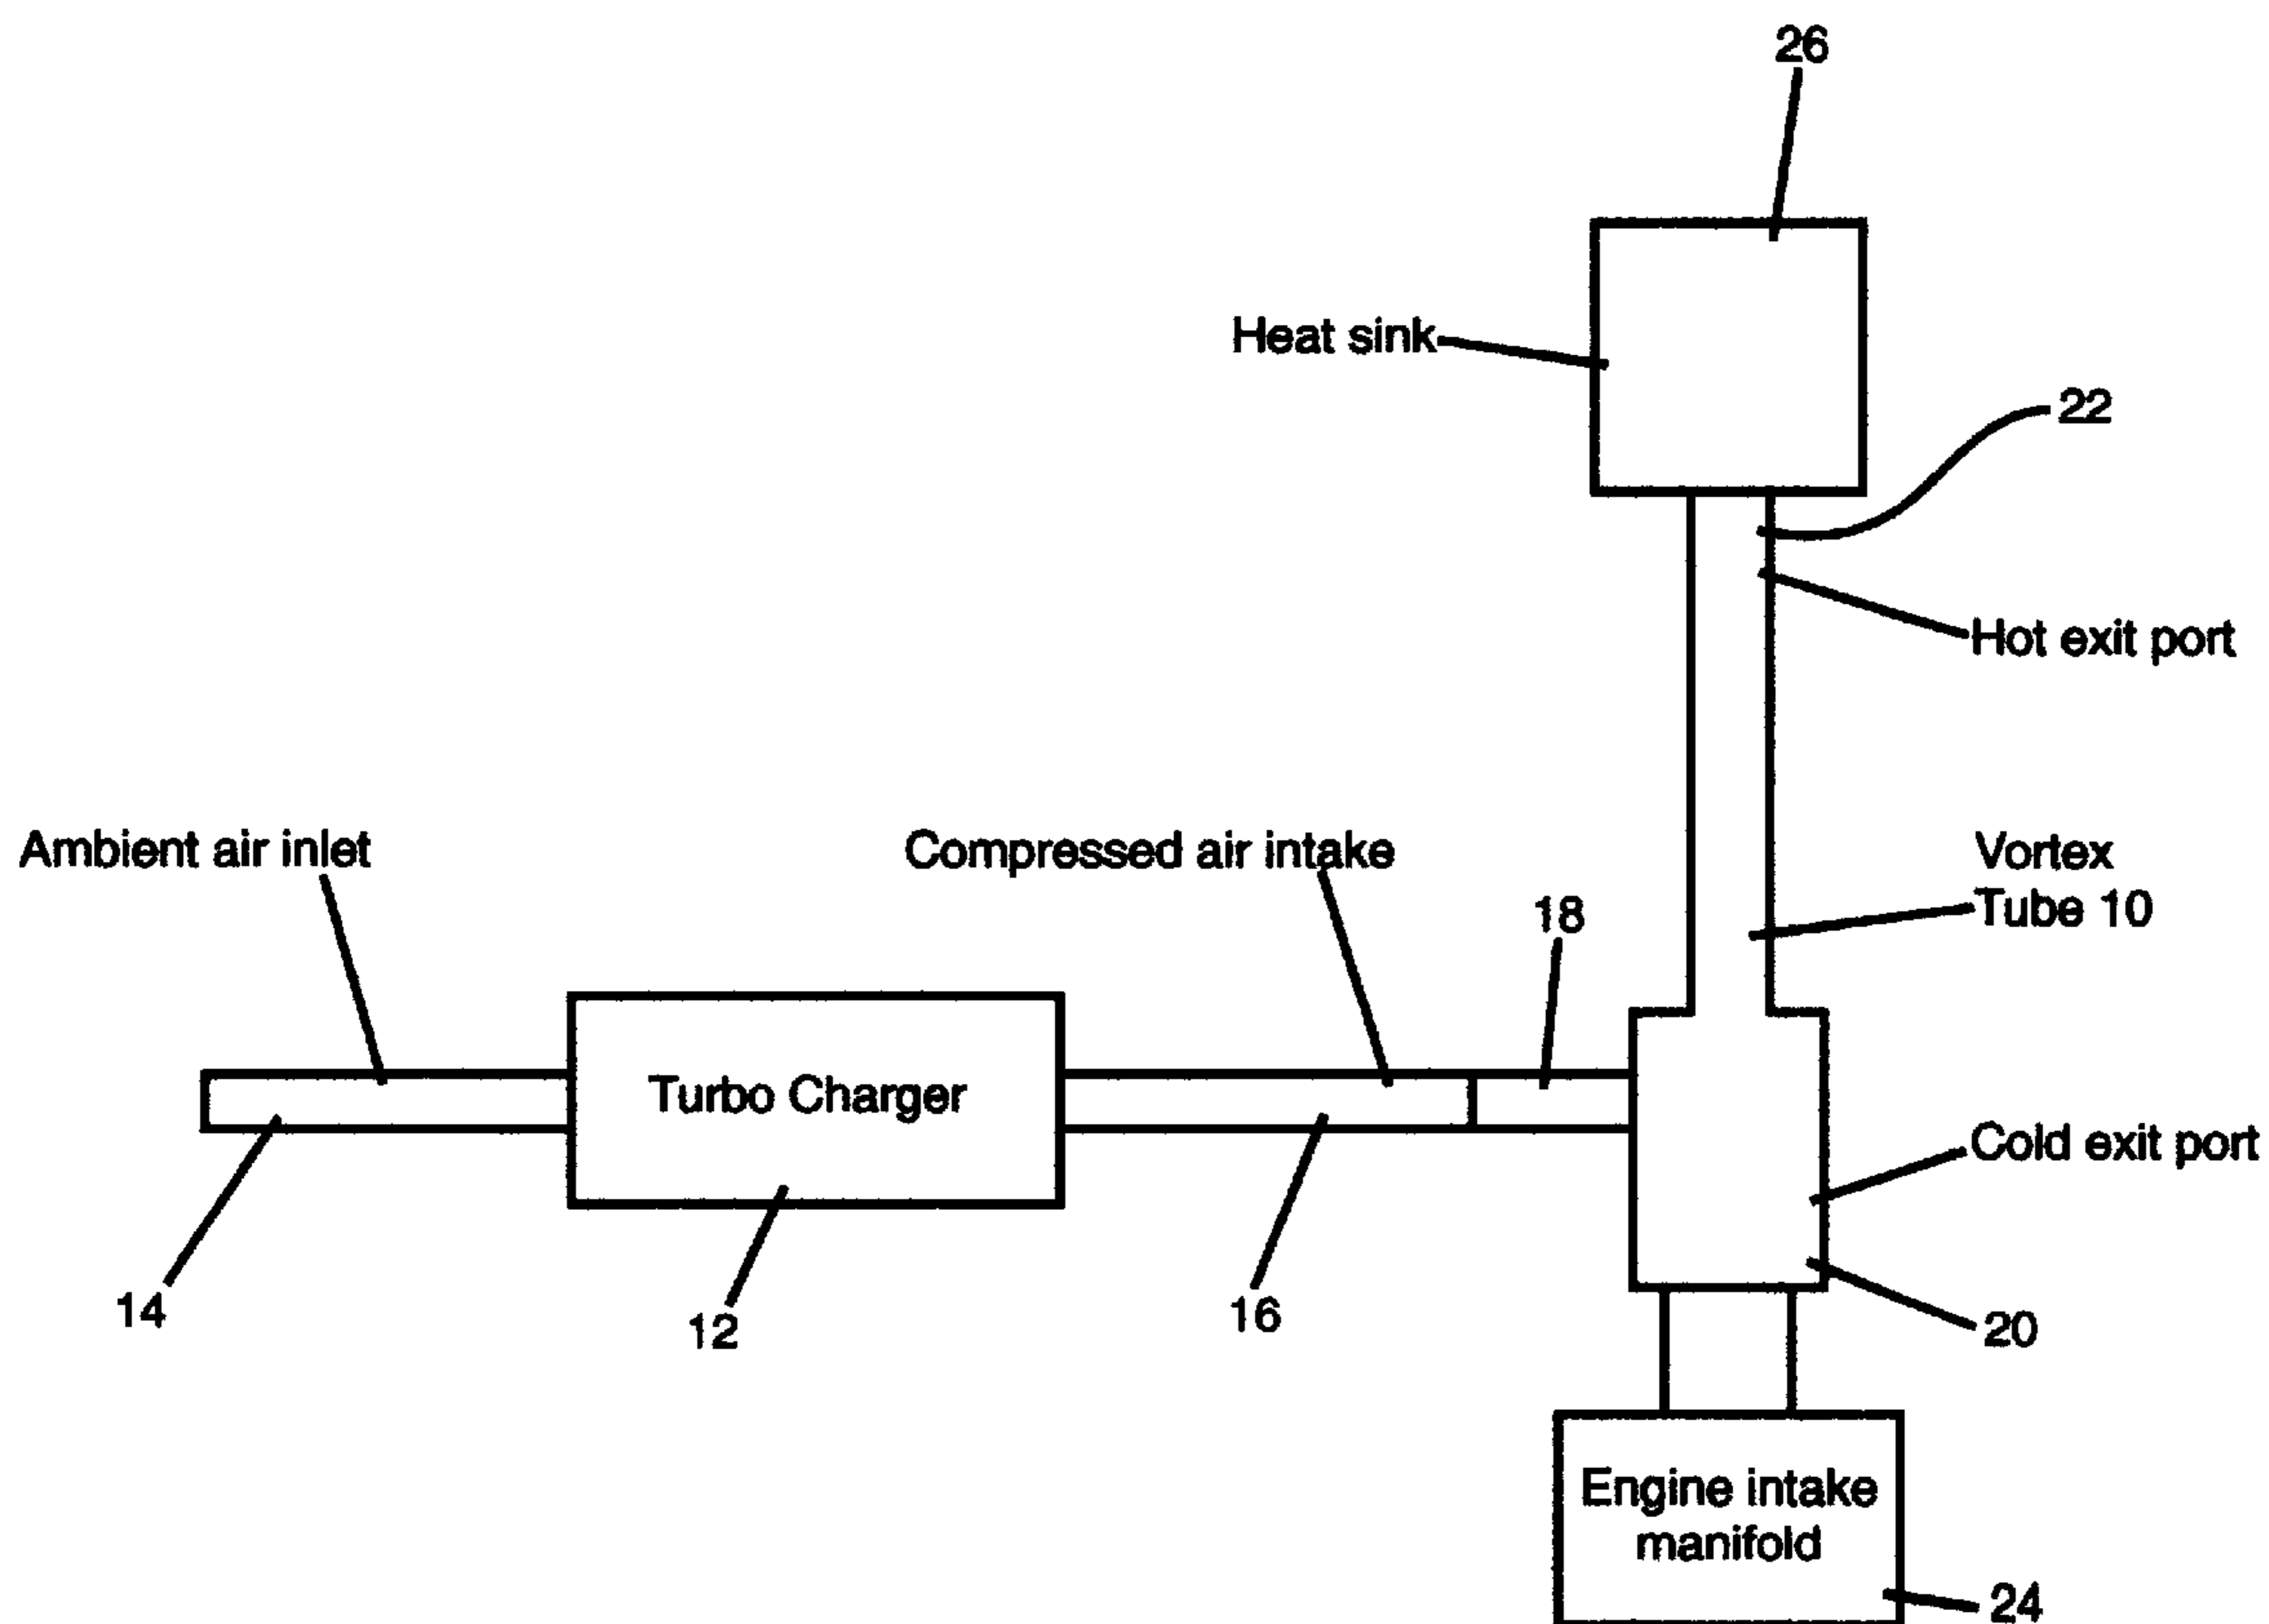 26
Heat sink
22
Hot exit port
Ambient air inlet
Compressed air intake
Vortex
Tube 10
18
Turbo Charger
Cold exit port
14
12
16
20
Engine intake
manifold
24